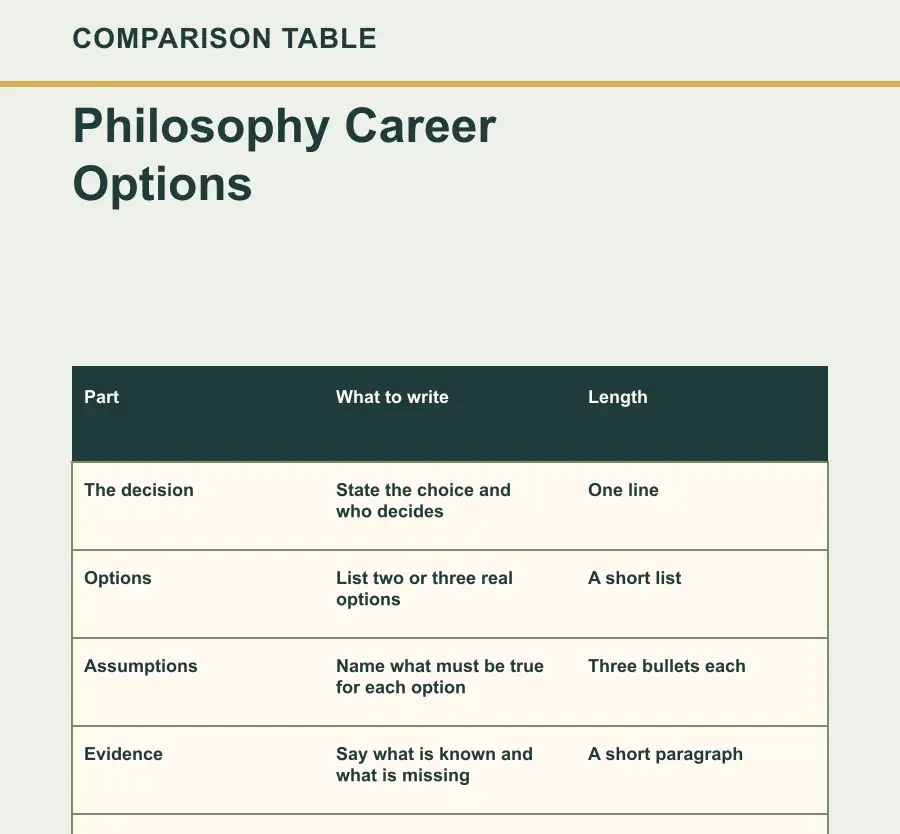 COMPARISON TABLE
Philosophy Career
Options
Part
What to write
Length
The decision
State the choice and
who decides
One line
Options
List two or three real
options
A short list
Assumptions
Name what must be true
for each option
Three bullets each
Evidence
Say what is known and
what is missing
A short paragraph